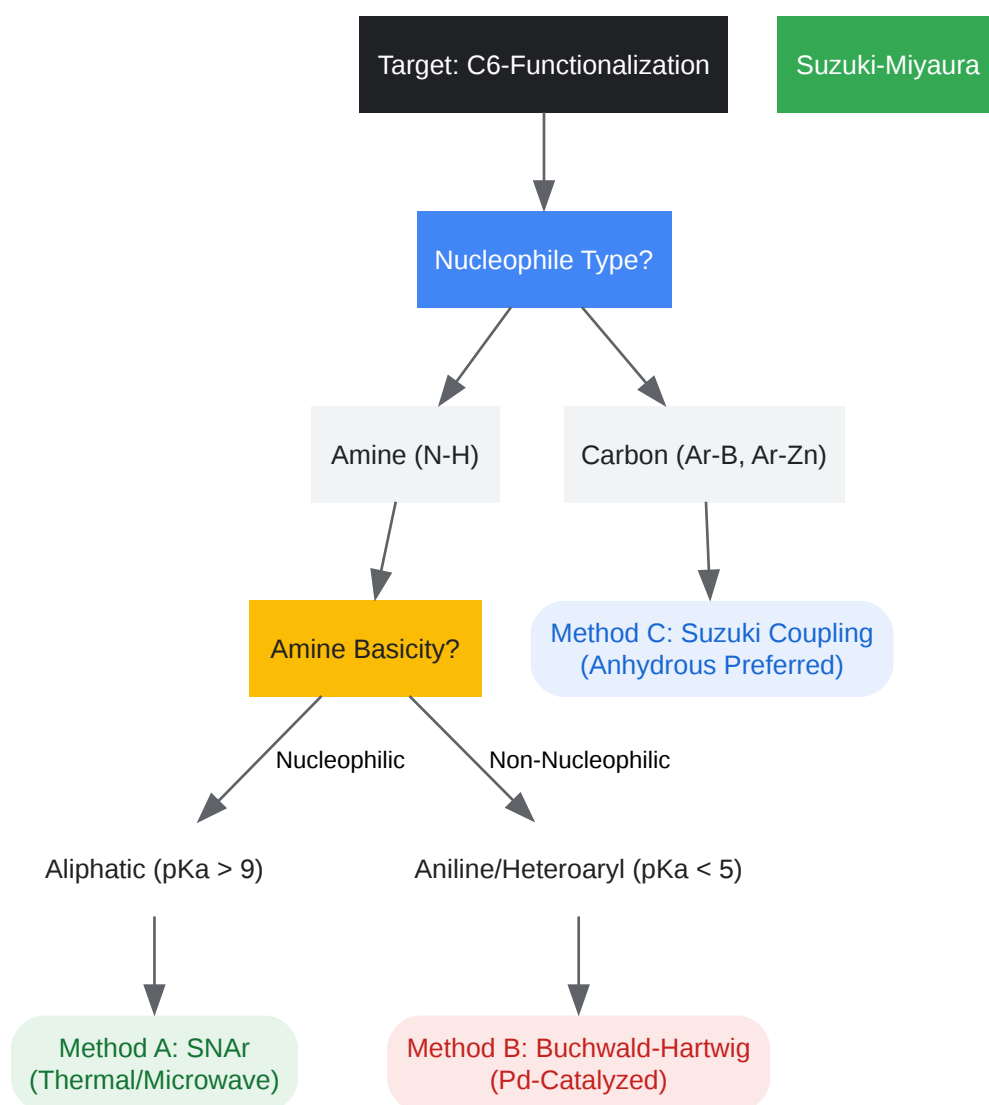 Target: C6-Functionalization
Suzuki-Miyaura
Nucleophile Type?
Amine (N-H)
Carbon (Ar-B, Ar-Zn)
Amine Basicity?
Method C: Suzuki Coupling
(Anhydrous Preferred)
Nucleophilic
Non-Nucleophilic
Aliphatic (pKa > 9)
Aniline/Heteroaryl (pKa < 5)
Method A: SNAr
(Thermal/Microwave)
Method B: Buchwald-Hartwig
(Pd-Catalyzed)